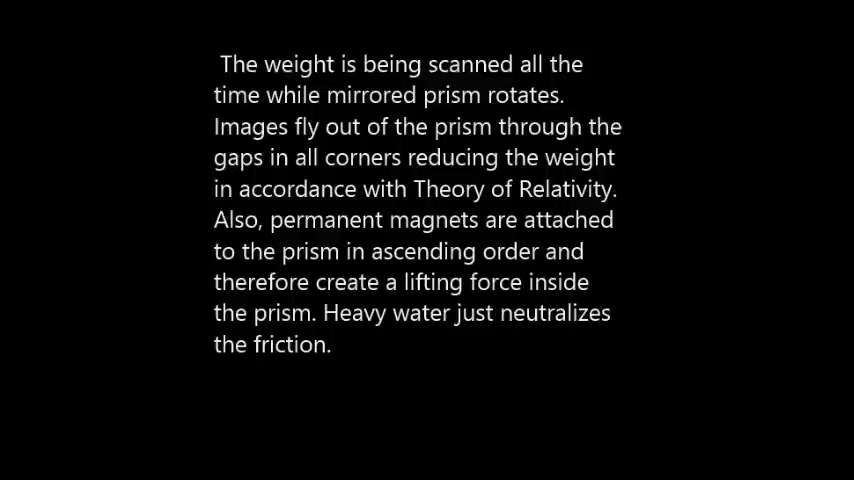 The weight is being scanned all the
time while mirrored prism rotates.
Images fly out of the prism through the
gaps in all corners reducing the weight
in accordance with Theory of Relativity.
Also, permanent magnets are attached
to the prism in ascending order and
therefore create a lifting force inside
the prism. Heavy water just neutralizes
the friction.